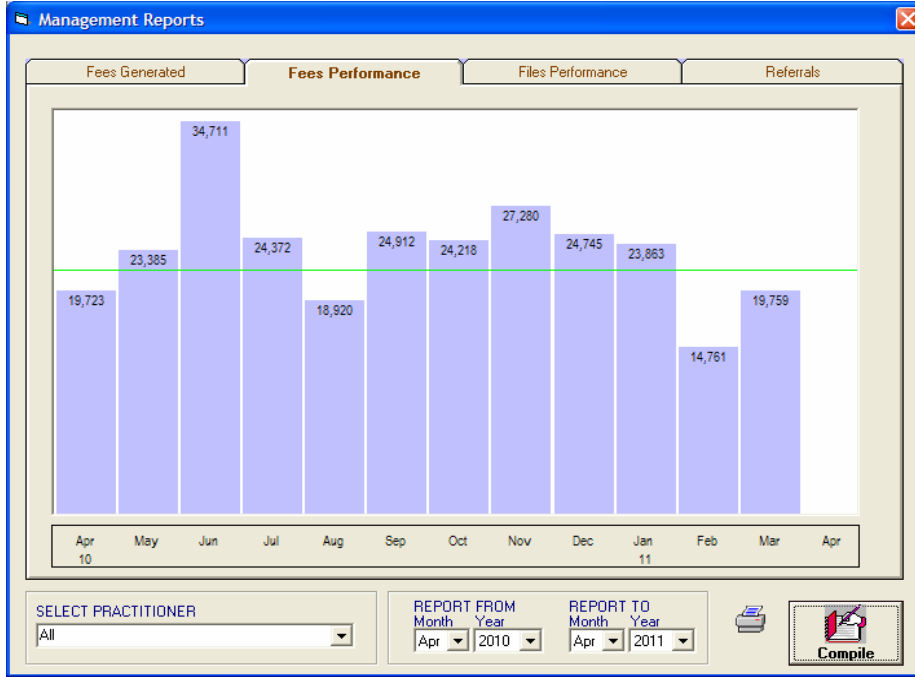 Management Reports
Fees Generated Fees Performance Files Performance Referrals
34,711
27,280
24,912
24,745
24,372
24,218
23,863
23,385
19,723
19,759
18,920
14,761
Apr May Jun Jul Aug Sep Oct Nov Dec Jan Feb Mar Apr
10 11
SELECT PRACTITIONER
All
REPORT FROM REPORT TO
Month Year Month Year
Apr 2010 Apr 2011
Compile